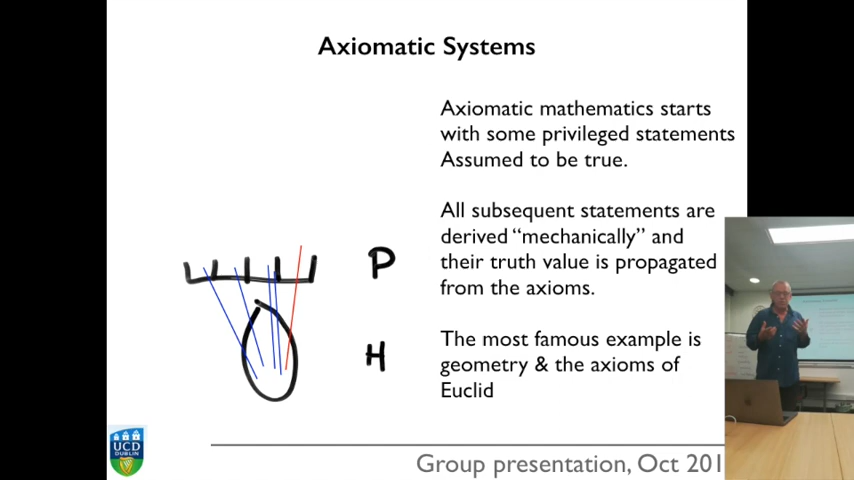 Axiomatic Systems
Axiomatic mathematics starts
with some privileged statements
Assumed to be true.
All subsequent statements are
derived “mechanically” and
their truth value is propagated
from the axioms.
The most famous example is
geometry & the axioms of
Euclid
P
H
UCD
DUBLIN
Group presentation, Oct 201